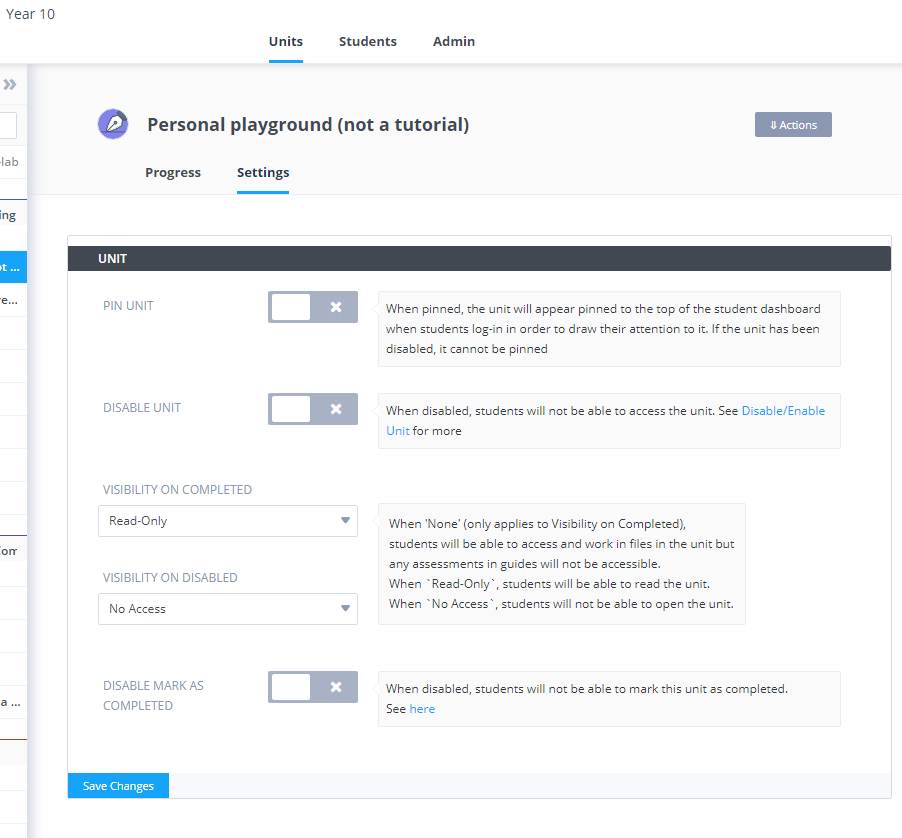 Year 10
Units Students Admin
Personal playground (not a tutorial)
⇓ Actions
Progress Settings
-lab
ing
ot ...
re...
Com
a ...
UNIT
PIN UNIT
When pinned, the unit will appear pinned to the top of the student dashboard
when students log-in in order to draw their attention to it. If the unit has been
disabled, it cannot be pinned
DISABLE UNIT
When disabled, students will not be able to access the unit. See Disable/Enable
Unit for more
VISIBILITY ON COMPLETED
Read-Only
When 'None' (only applies to Visibility on Completed),
students will be able to access and work in files in the unit but
any assessments in guides will not be accessible.
When `Read-Only`, students will be able to read the unit.
When `No Access`, students will not be able to open the unit.
VISIBILITY ON DISABLED
No Access
DISABLE MARK AS
COMPLETED
When disabled, students will not be able to mark this unit as completed.
See here
Save Changes